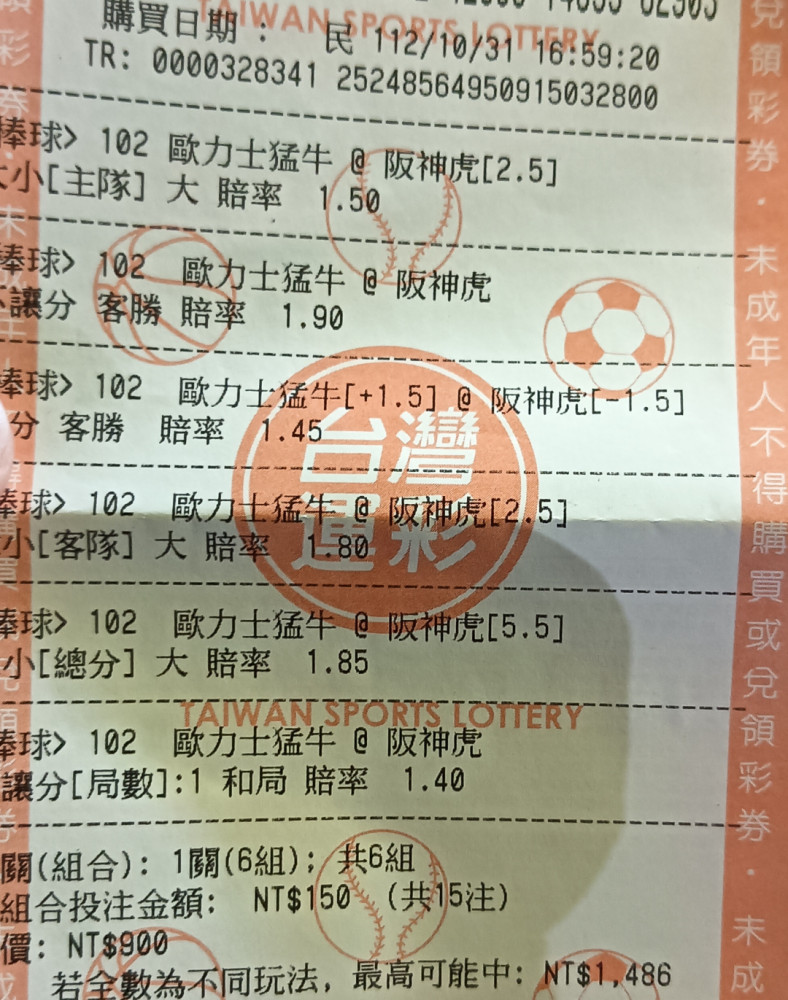 TAIWAN SPORTS LOTTERY
購買日期： 民 112/10/31 16:59:20
TR: 0000328341 25248564950915032800
棒球> 102 歐力士猛牛 @ 阪神虎[2.5]
大小[主隊] 大 賠率 1.50
棒球> 102 歐力士猛牛 @ 阪神虎
不讓分 客勝 賠率 1.90
棒球> 102 歐力士猛牛[+1.5] @ 阪神虎[-1.5]
分 客勝 賠率 1.45
棒球> 102 歐力士猛牛 @ 阪神虎[2.5]
小[客隊] 大 賠率 1.80
台灣運彩
棒球> 102 歐力士猛牛 @ 阪神虎[5.5]
小[總分] 大 賠率 1.85
TAIWAN SPORTS LOTTERY
棒球> 102 歐力士猛牛 @ 阪神虎
讓分[局數]:1 和局 賠率 1.40
關(組合): 1關(6組); 共6組
組合投注金額: NT$150 (共15注)
價: NT$900
若全數為不同玩法, 最高可能中: NT$1,486
兌領彩券．未成年人不得購買或兌領彩券．未成